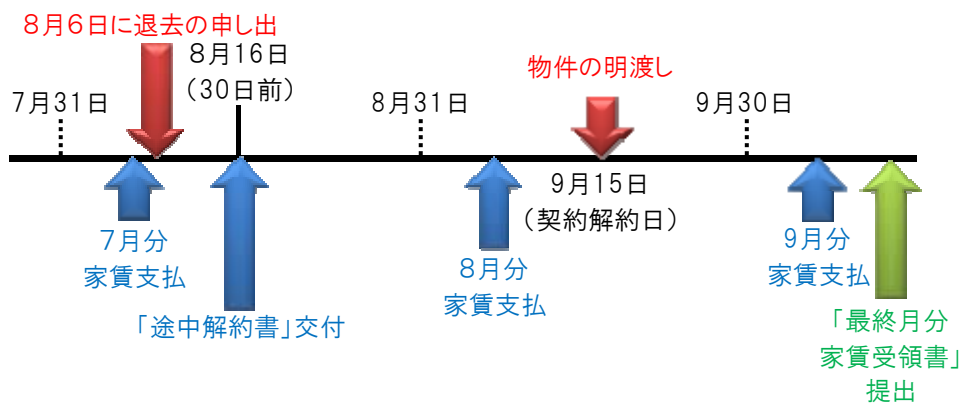 8月6日に退去の申し出
8月16日
(30日前)
物件の明渡し
7月31日
8月31日
9月30日
7月分
家賃支払
「途中解約書」交付
8月分
家賃支払
9月15日
(契約解約日)
9月分
家賃支払
「最終月分
家賃受領書」
提出